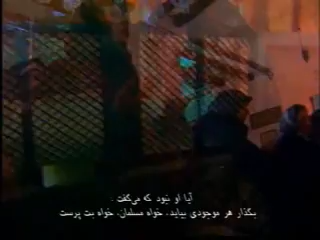 آیا او نبود که می‌گفت :
بگذار هر موجودی بیاید، خواه مسلمان، خواه بت پرست